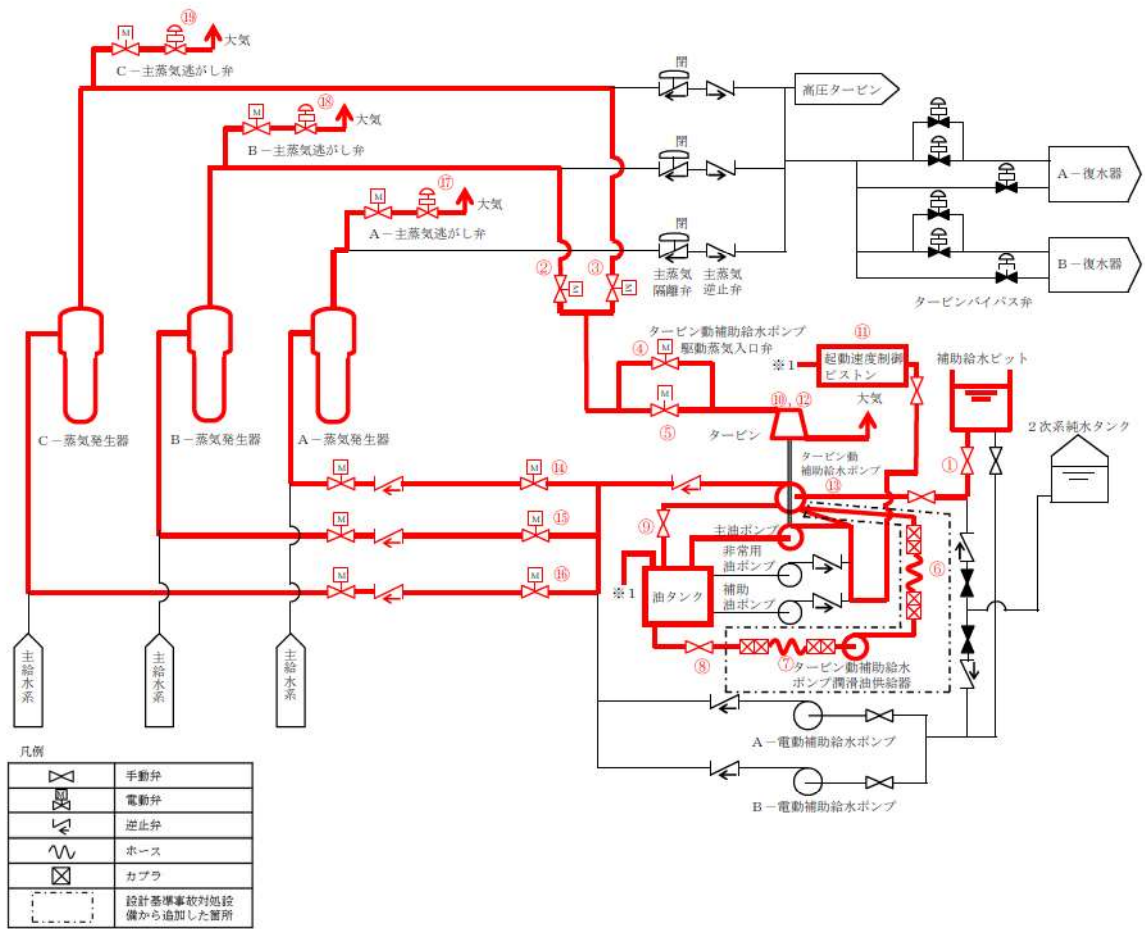 ⑲
M
大気
C－主蒸気逃がし弁
⑱
M
大気
B－主蒸気逃がし弁
⑰
M
大気
A－主蒸気逃がし弁
閉
閉
閉
主蒸気
隔離弁
主蒸気
逆止弁
高圧タービン
A－復水器
B－復水器
タービンバイパス弁
②
M
③
M
C－蒸気発生器
B－蒸気発生器
A－蒸気発生器
タービン動補助給水ポンプ
駆動蒸気入口弁
④
M
M
⑤
⑪
※1
起動速度制御
ピストン
⑩,⑫
大気
タービン
補助給水ピット
2次系純水タンク
①
タービン動
補助給水ポンプ
⑬
M
M
⑭
M
M
⑮
M
M
⑯
⑨
主油ポンプ
非常用
油ポンプ
補助
油ポンプ
※1
油タンク
⑥
⑧
⑦
タービン動補助給水
ポンプ潤滑油供給器
A－電動補助給水ポンプ
B－電動補助給水ポンプ
主給水系
主給水系
主給水系
凡例
手動弁
M
電動弁
逆止弁
ホース
カプラ
設計基準事故対処設
備から追加した箇所